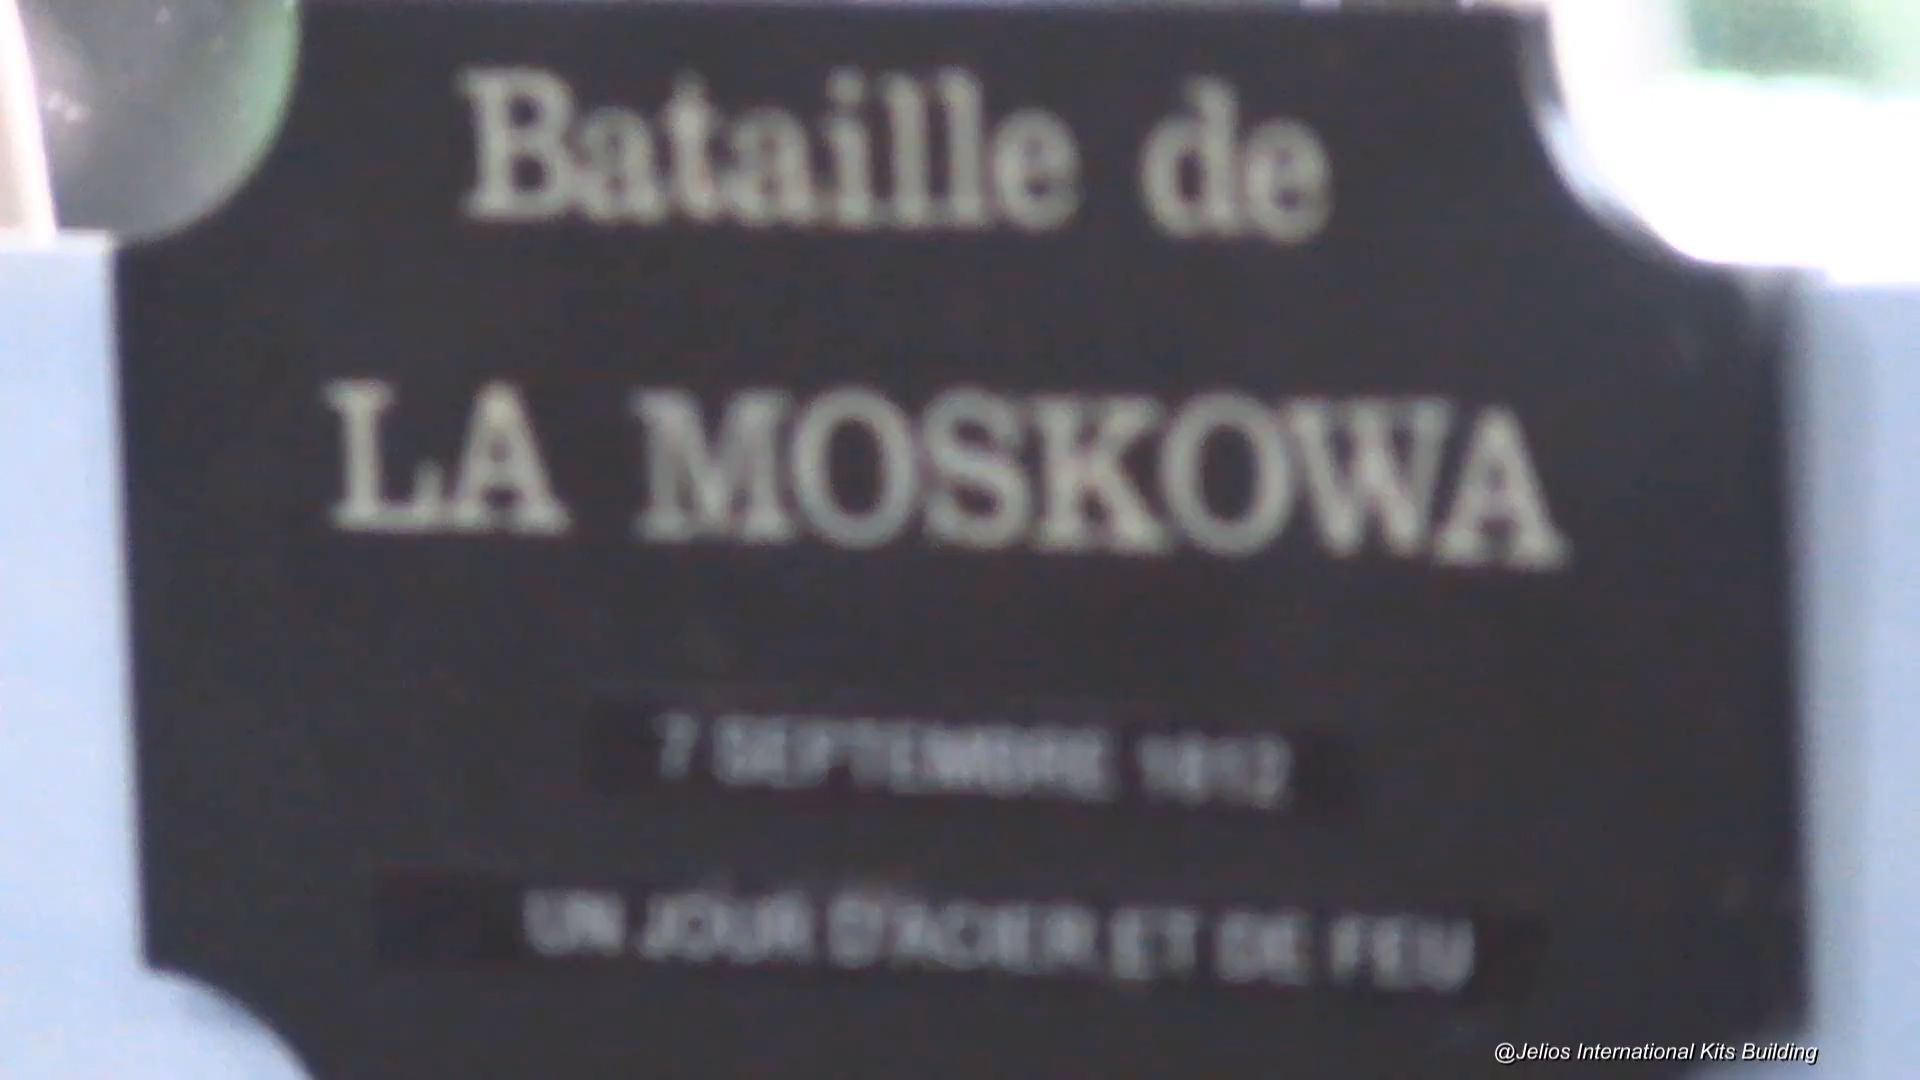 Bataille de
LA MOSKOWA
7 SEPTEMBRE 1812
UN JOUR D'ACIER ET DE FEU
@Jelios International Kits Building